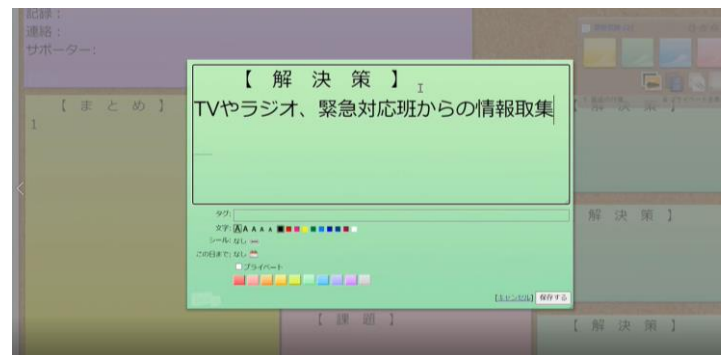 記録：
連絡：
サポーター：
【まとめ】
1
【 解 決 策 】
TVやラジオ、緊急対応班からの情報取集
タグ:
文字: A A A A A
シール: なし
この日まで: なし
プライベート
[キャンセル] 保存する
解 決 策 】
【 課 題 】
【 解 決 策 】